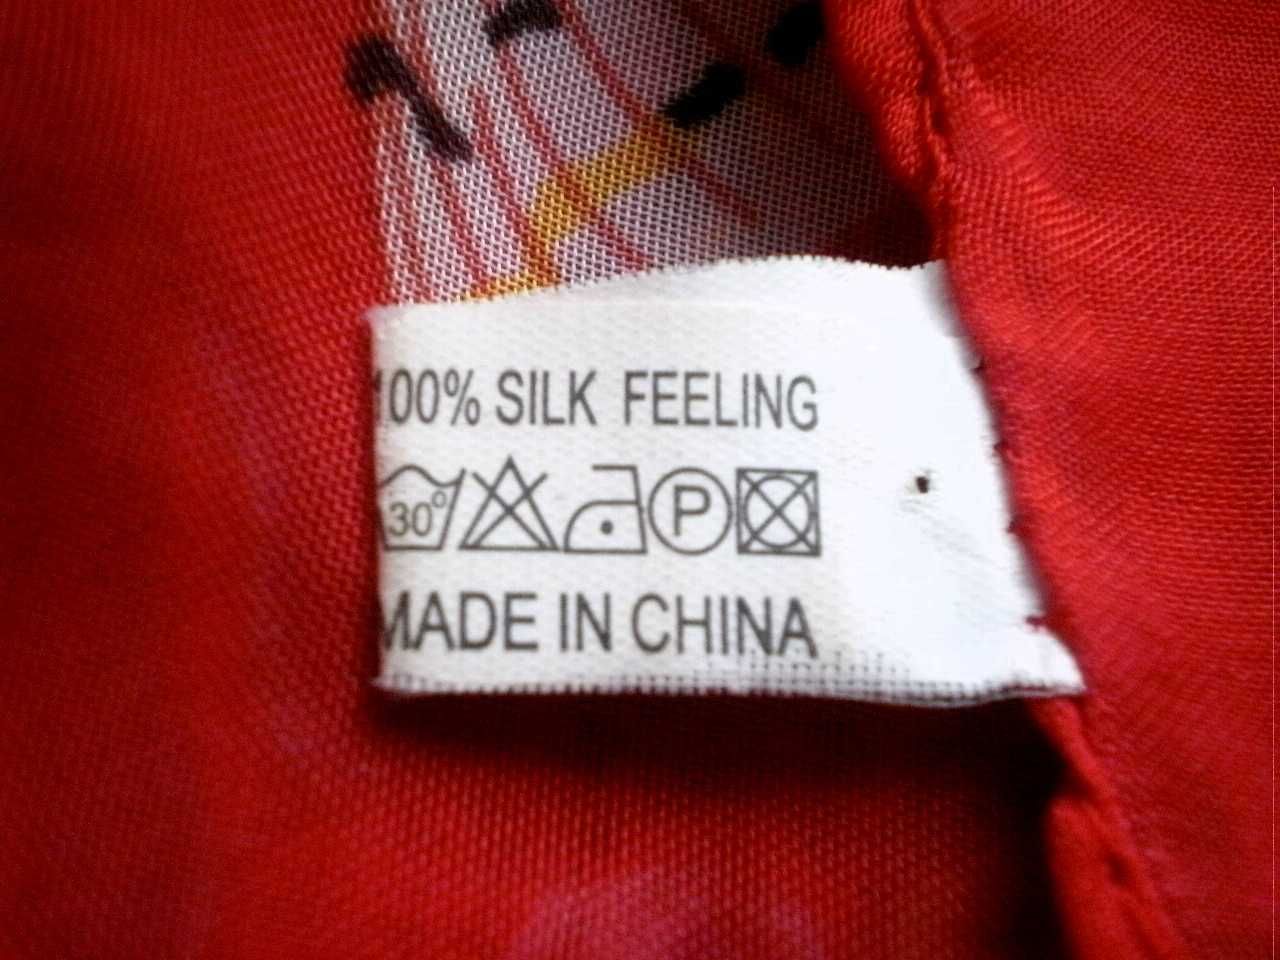 100% SILK FEELING
30°
P
MADE IN CHINA